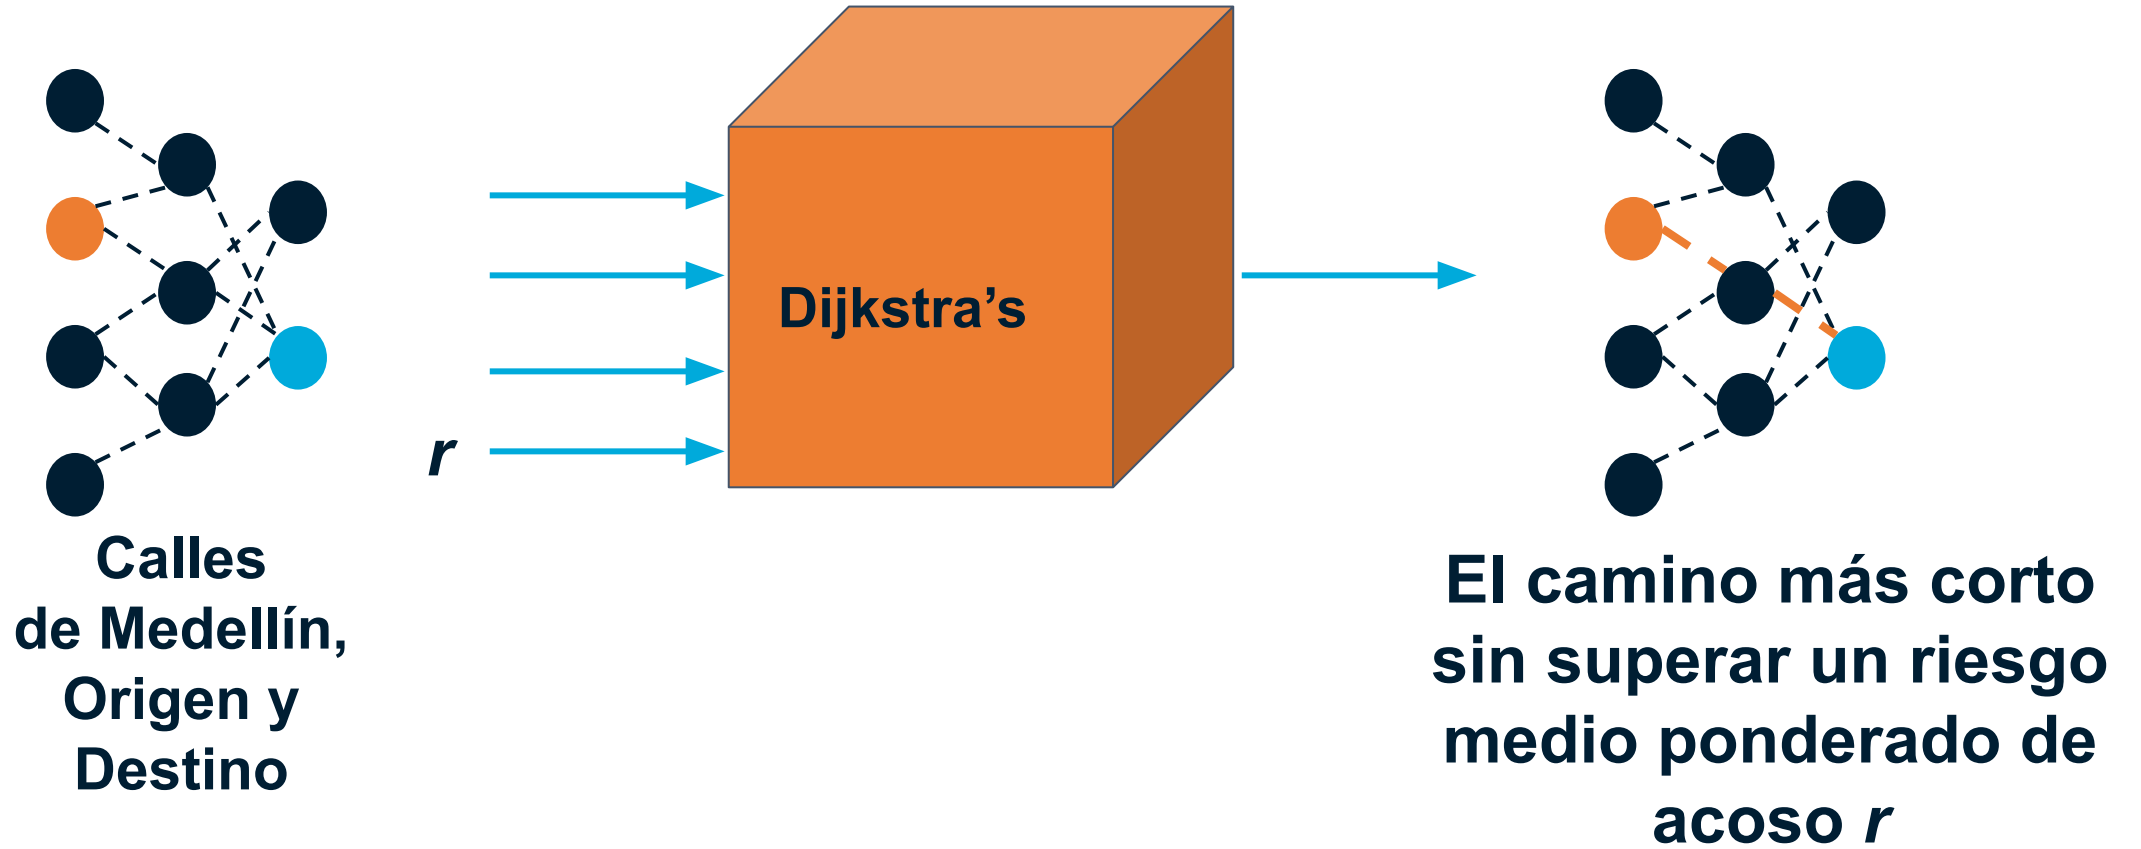 Dijkstra's
r
Calles
de Medellín,
Origen y
Destino
El camino más corto
sin superar un riesgo
medio ponderado de
acoso r